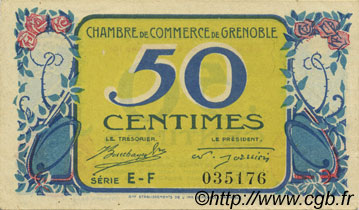 CHAMBRE DE COMMERCE DE GRENOBLE
50
CENTIMES
LE TRÉSORIER, LE PRÉSIDENT,
SÉRIE E-F 035176
© www.cgb.fr